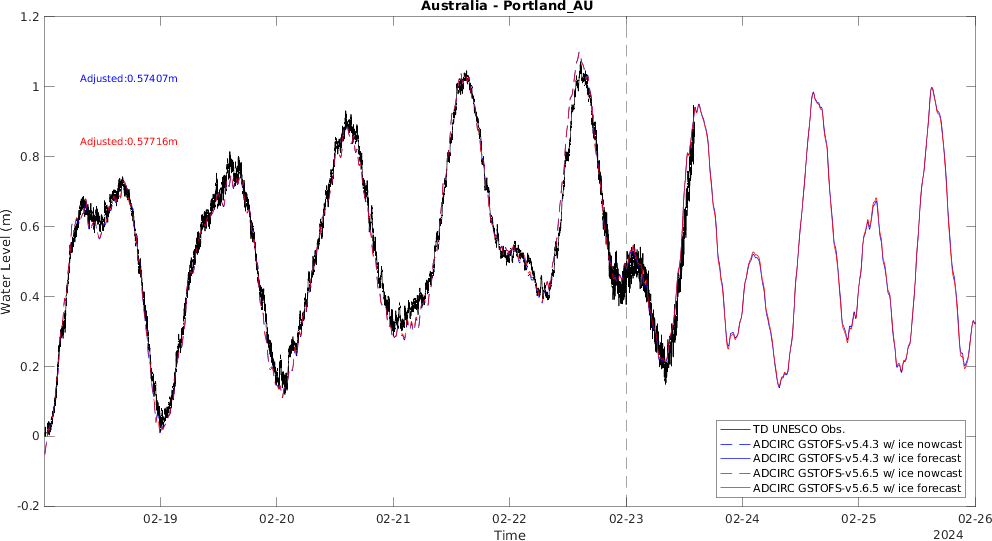 Australia - Portland_AU
1.2
1
0.8
0.6
0.4
0.2
0
-0.2
Water Level (m)
Adjusted:0.57407m
Adjusted:0.57716m
TD UNESCO Obs.
ADCIRC GSTOFS-v5.4.3 w/ ice nowcast
ADCIRC GSTOFS-v5.4.3 w/ ice forecast
ADCIRC GSTOFS-v5.6.5 w/ ice nowcast
ADCIRC GSTOFS-v5.6.5 w/ ice forecast
02-19 02-20 02-21 02-22 02-23 02-24 02-25 02-26
Time
2024